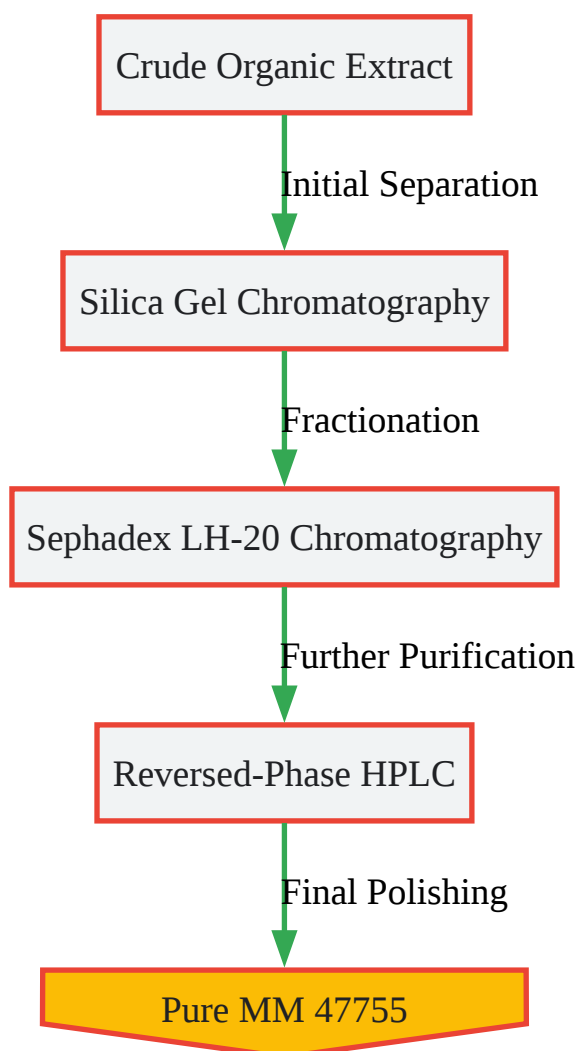 Crude Organic Extract
Initial Separation
Silica Gel Chromatography
Fractionation
Sephadex LH-20 Chromatography
Further Purification
Reversed-Phase HPLC
Final Polishing
Pure MM 47755